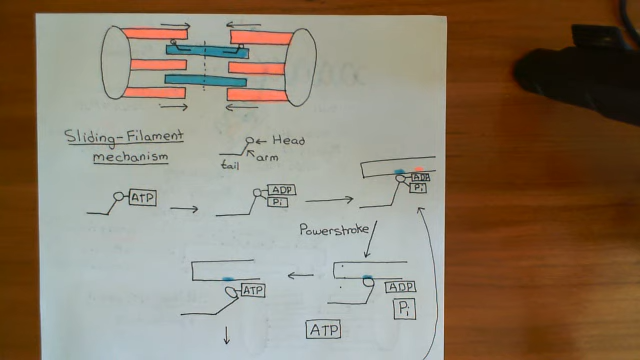 Sliding-Filament
mechanism
Head
arm
tail
ATP
ADP
Pi
ADP
Pi
Powerstroke
ATP
ADP
Pi
ATP